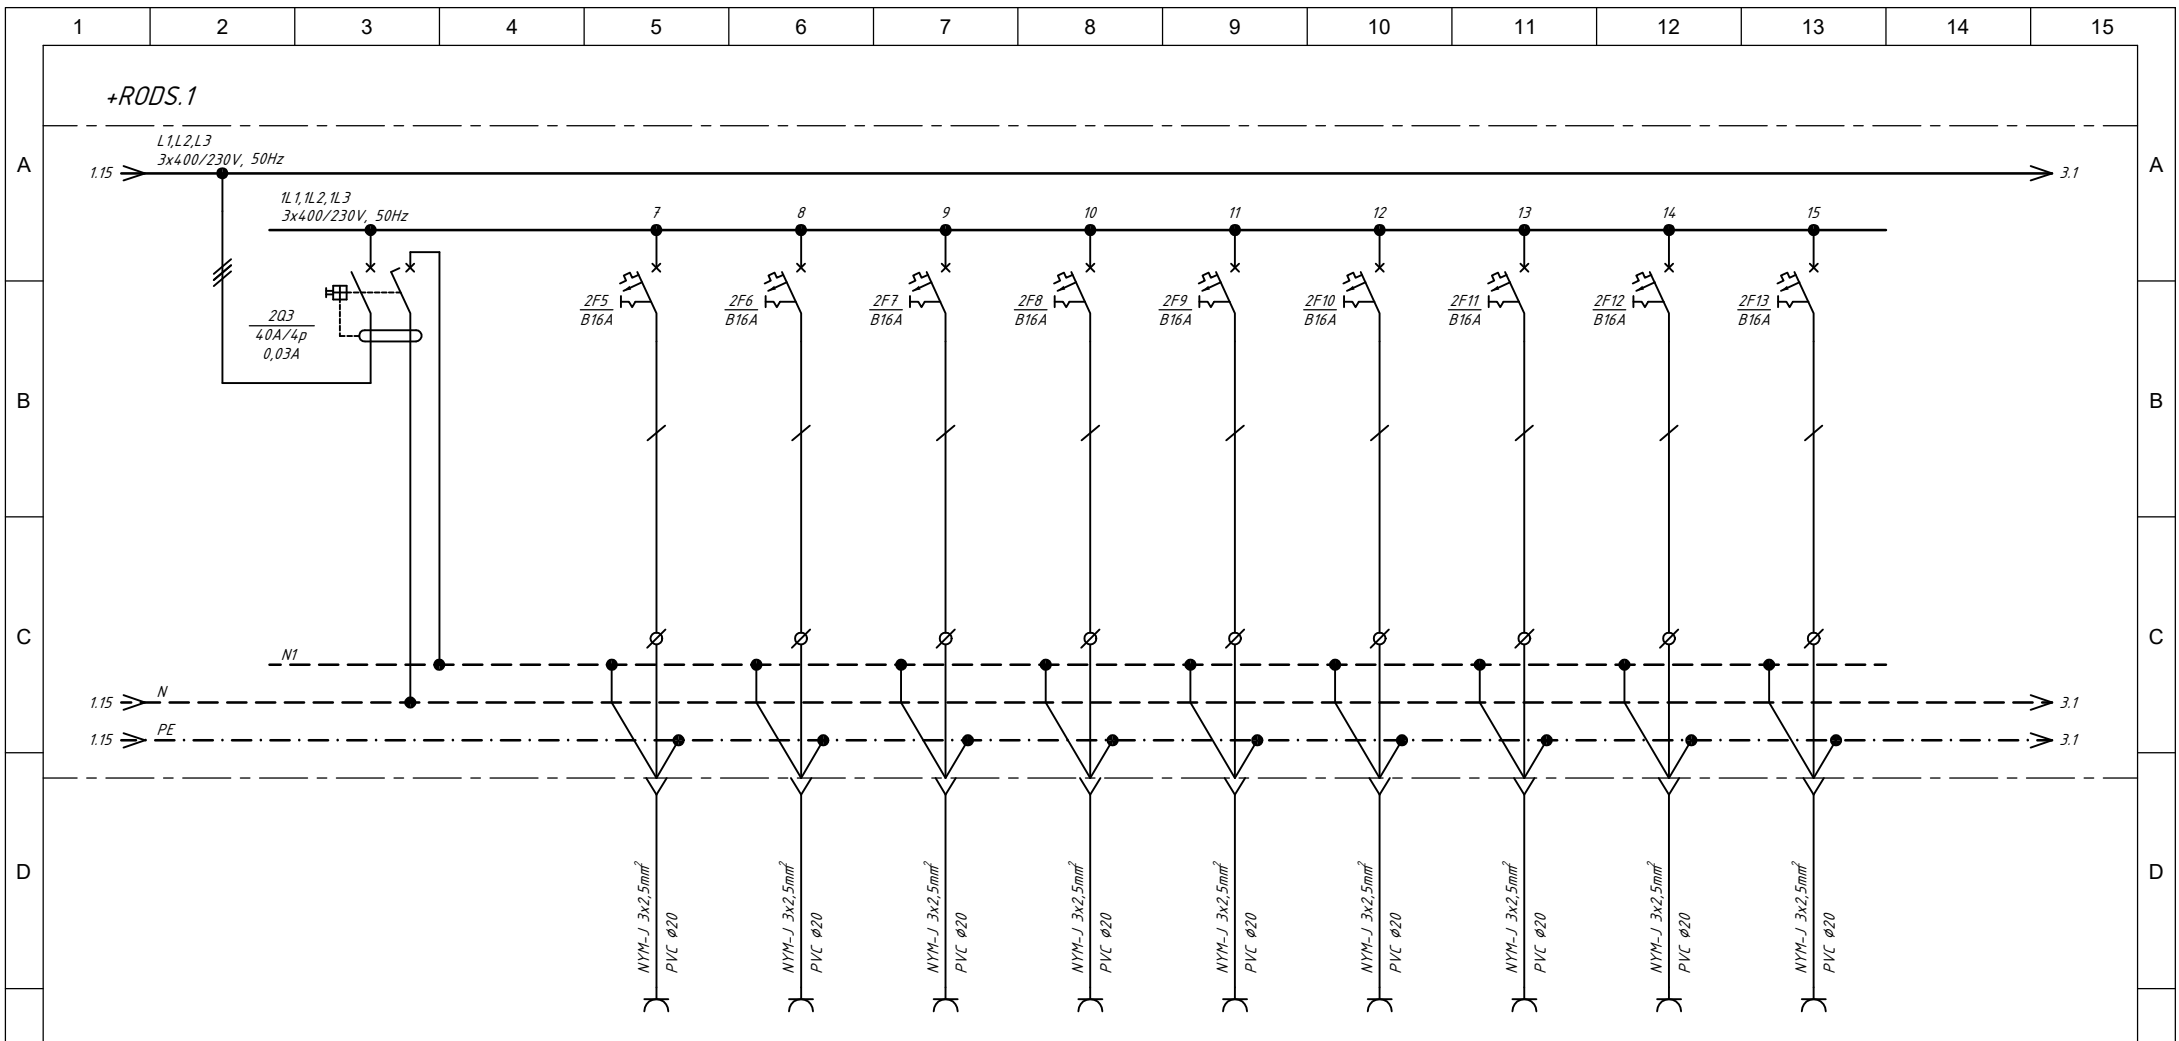 1 2 3 4 5 6 7 8 9 10 11 12 13 14 15
+RODS.1
L1,L2,L3
A 3x400/230V, 50Hz A
1.15 3.1
1L1,1L2,1L3
3x400/230V, 50Hz
7 8 9 10 11 12 13 14 15
2F5 2F6 2F7 2F8 2F9 2F10 2F11 2F12 2F13
B16A B16A B16A B16A B16A B16A B16A B16A B16A
2Q3
40A/4p
0,03A
B B
C C
N1
N
1.15 3.1
PE
1.15 3.1
D D
NYM-J 3x2,5mm²
PVC ø20
NYM-J 3x2,5mm²
PVC ø20
NYM-J 3x2,5mm²
PVC ø20
NYM-J 3x2,5mm²
PVC ø20
NYM-J 3x2,5mm²
PVC ø20
NYM-J 3x2,5mm²
PVC ø20
NYM-J 3x2,5mm²
PVC ø20
NYM-J 3x2,5mm²
PVC ø20
NYM-J 3x2,5mm²
PVC ø20